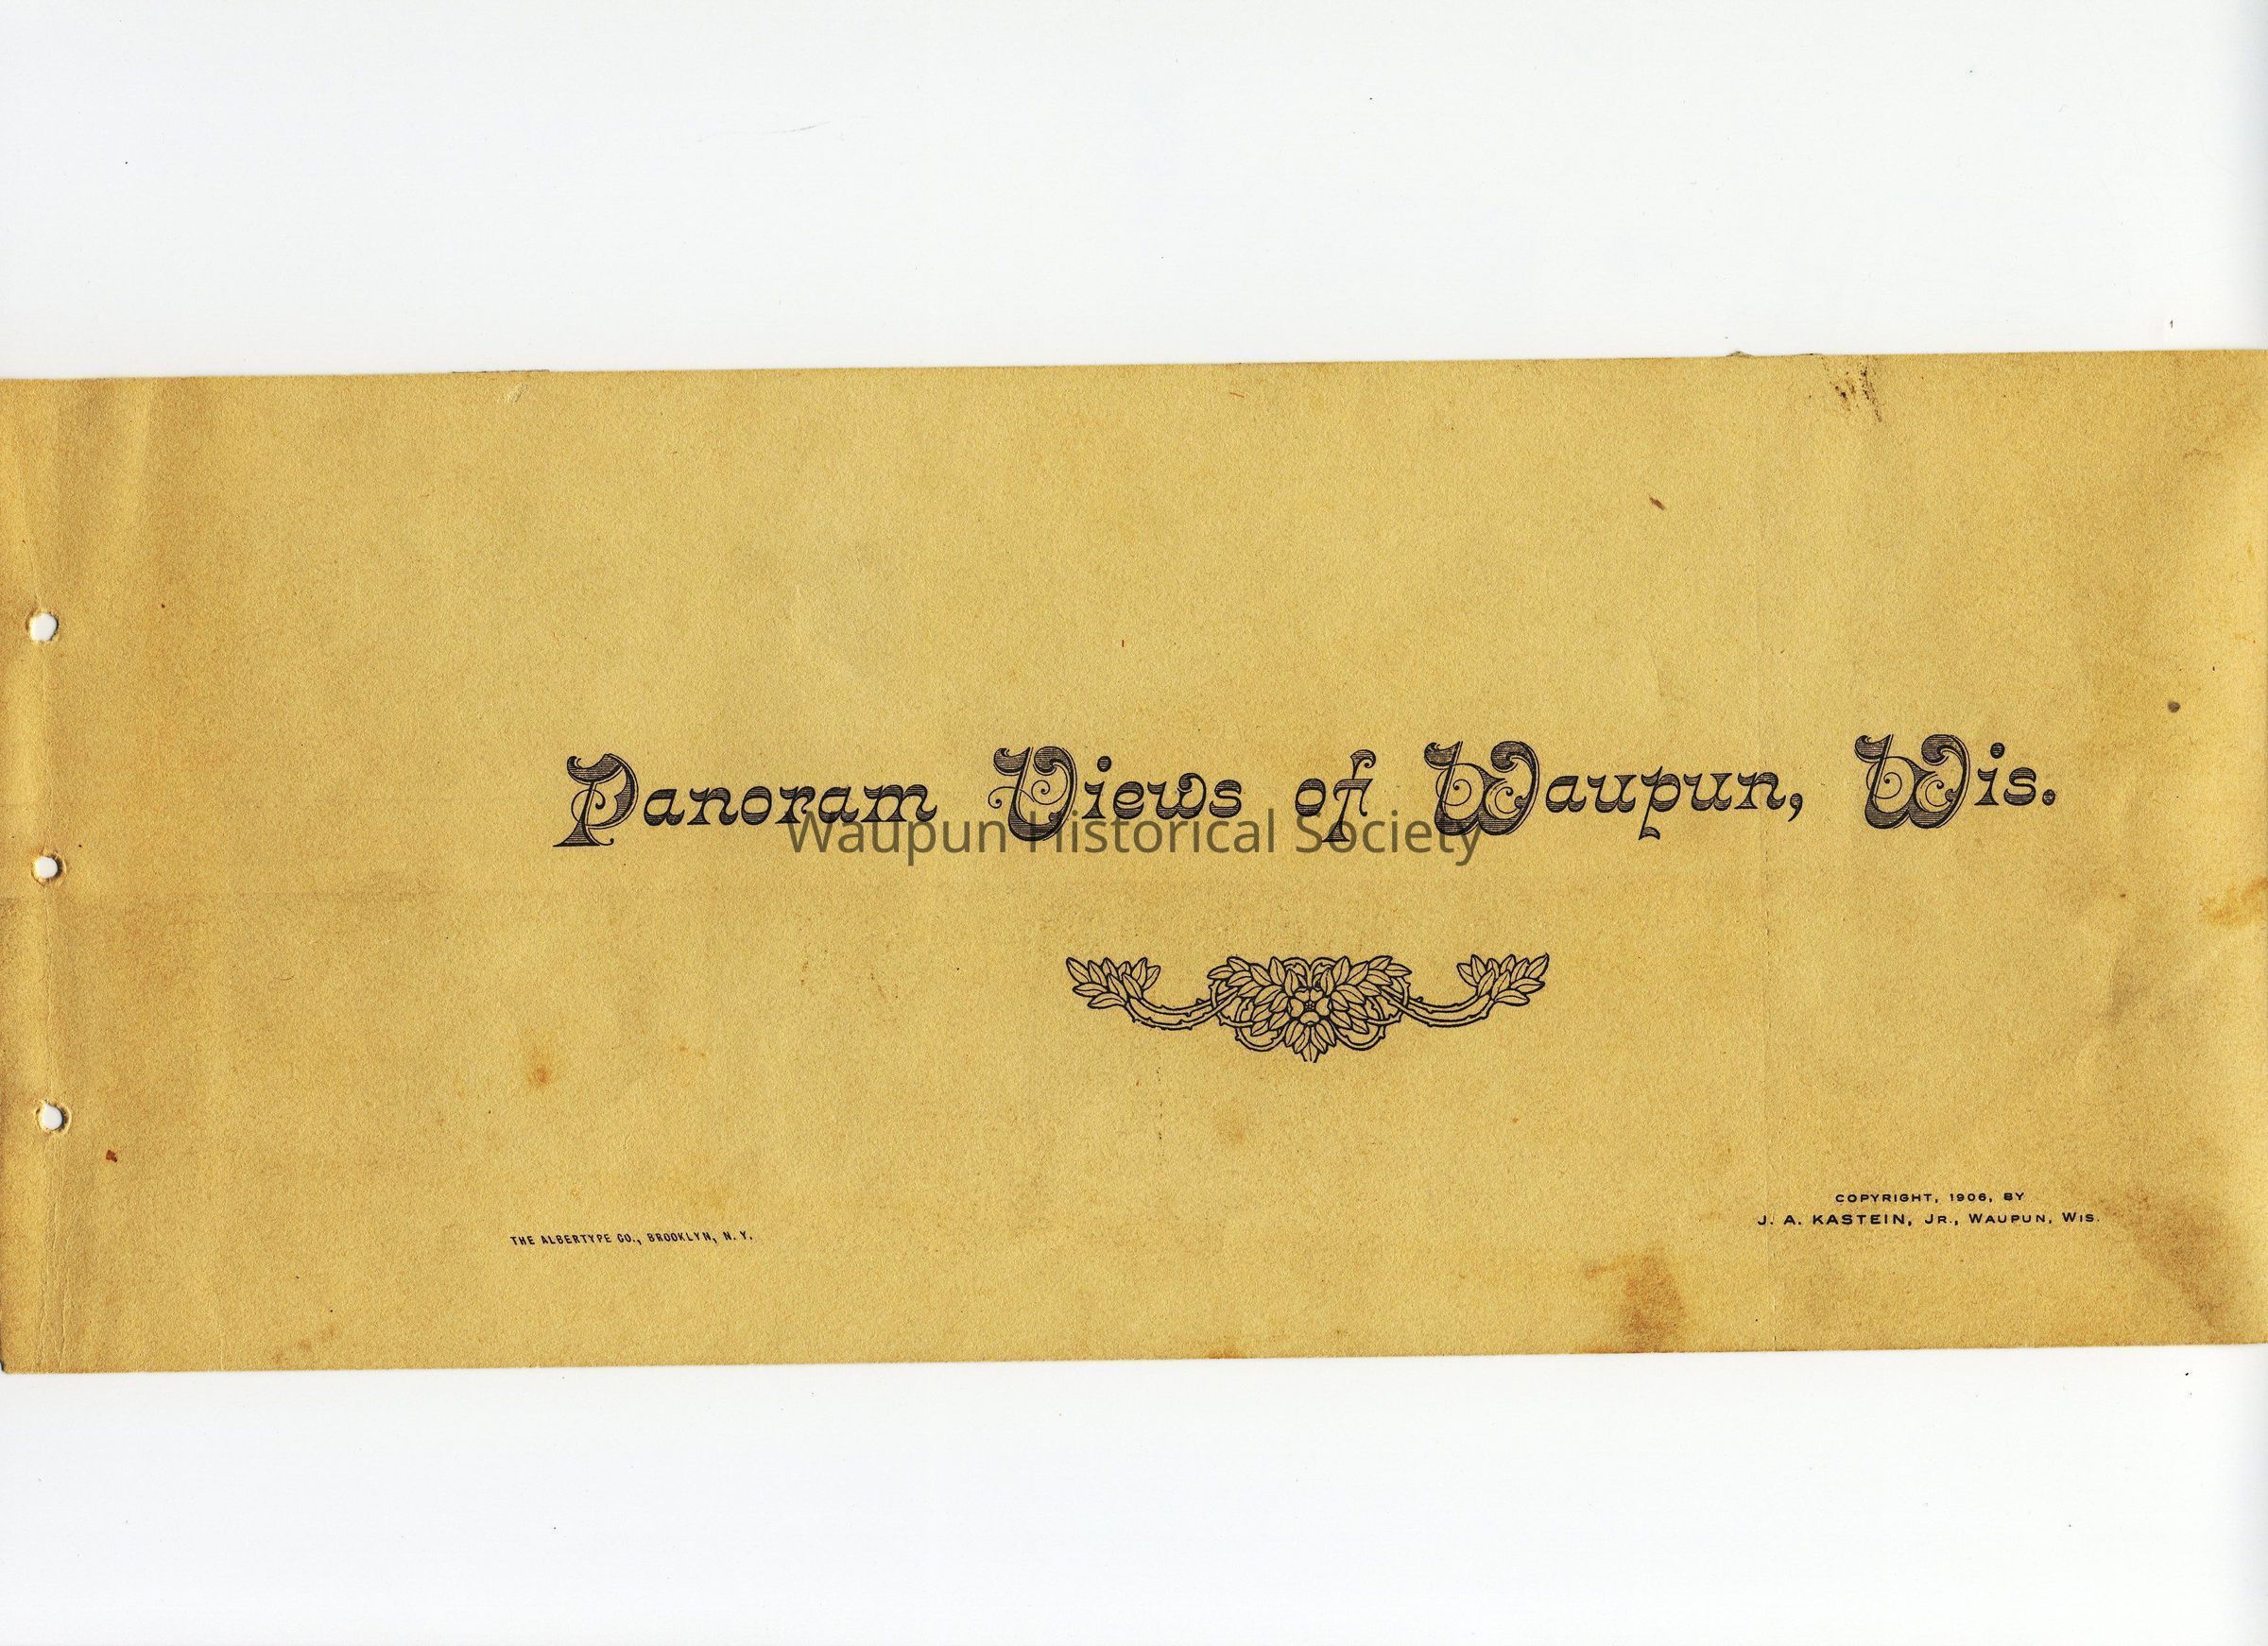 Panoram Views of Waupun, Wis.
Waupun Historical Society
THE ALBERTYPE CO., BROOKLYN, N. Y.
COPYRIGHT, 1906, BY
J. A. KASTEIN, JR., WAUPUN, WIS.